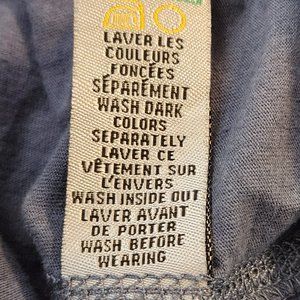 LAVER LES
COULEURS
FONCÉES
SÉPARÉMENT
WASH DARK
COLORS
SEPARATELY
LAVER CE
VÊTEMENT SUR
L'ENVERS
WASH INSIDE OUT
LAVER AVANT
DE PORTER
WASH BEFORE
WEARING